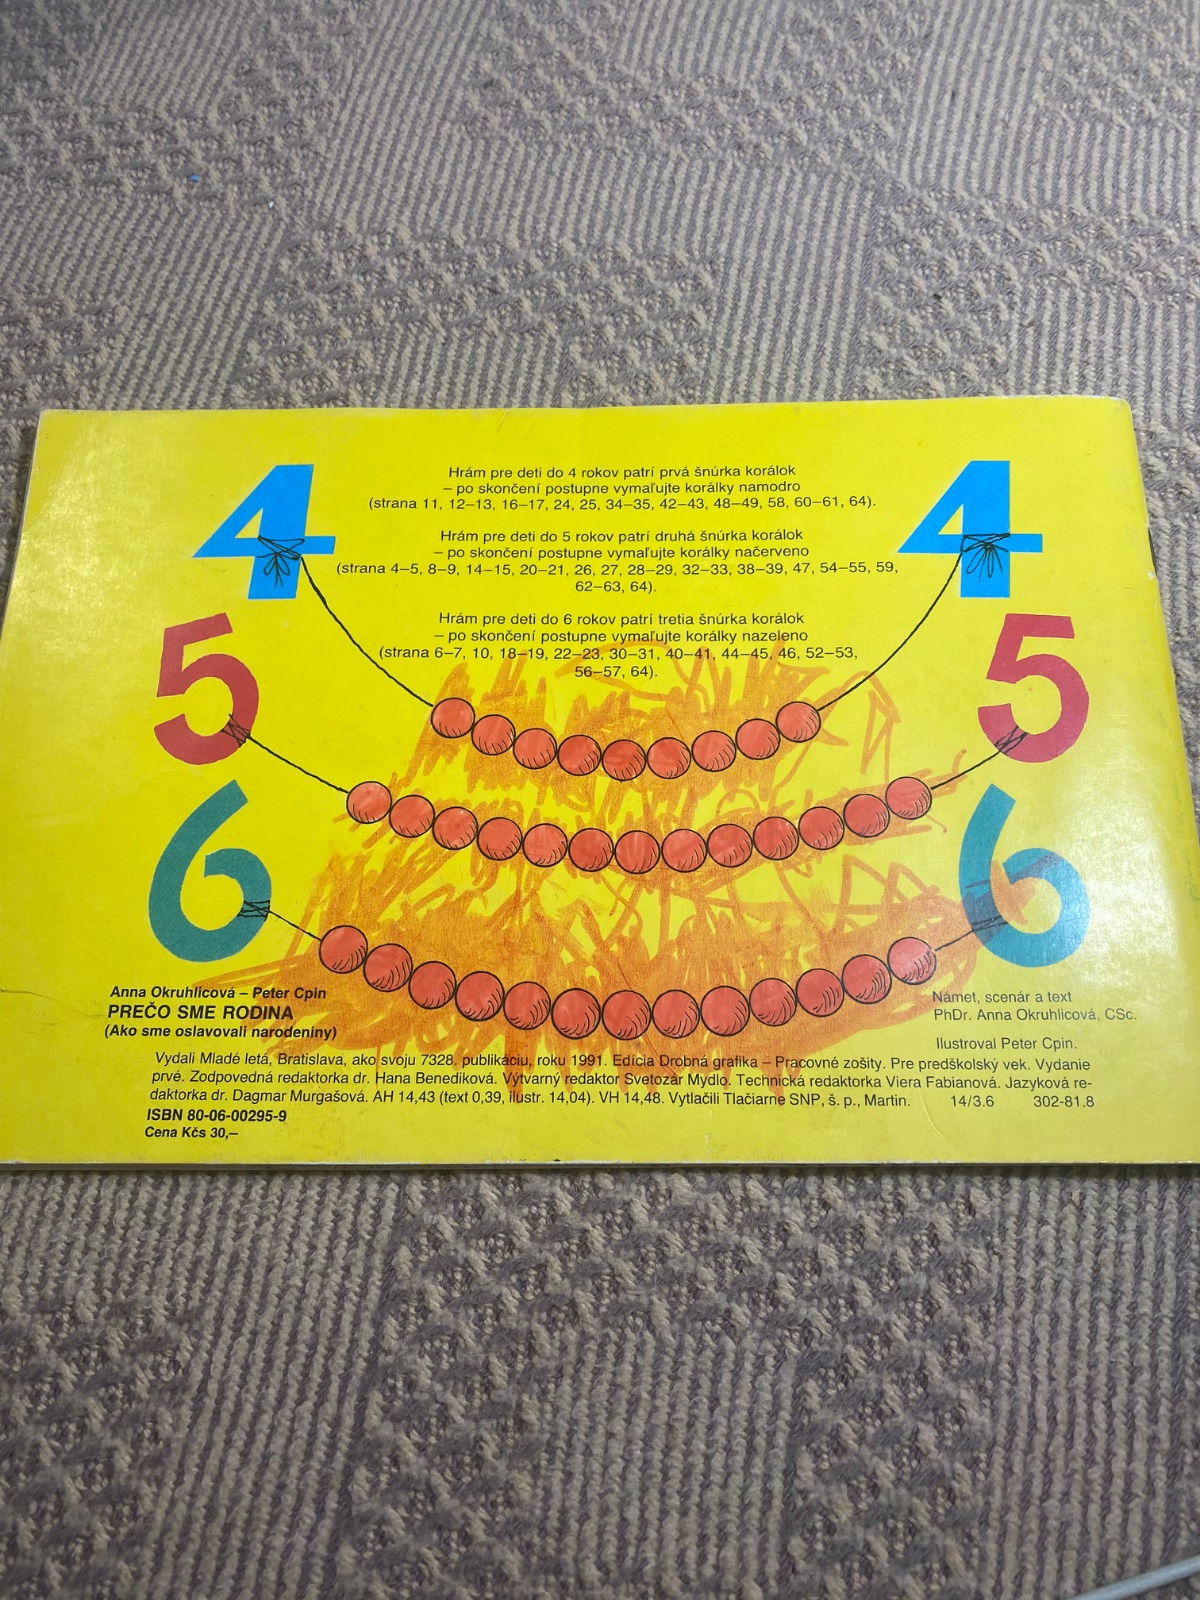 4
4
Hrám pre deti do 4 rokov patrí prvá šnúrka korálok
– po skončení postupne vymaľujte korálky namodro
(strana 11, 12–13, 16–17, 24, 25, 34–35, 42–43, 48–49, 58, 60–61, 64).
Hrám pre deti do 5 rokov patrí druhá šnúrka korálok
– po skončení postupne vymaľujte korálky načerveno
(strana 4–5, 8–9, 14–15, 20–21, 26, 27, 28–29, 32–33, 38–39, 47, 54–55, 59,
62–63, 64).
5
5
Hrám pre deti do 6 rokov patrí tretia šnúrka korálok
– po skončení postupne vymaľujte korálky nazeleno
(strana 6–7, 10, 18–19, 22–23, 30–31, 40–41, 44–45, 46, 52–53,
56–57, 64).
6
6
Anna Okruhlicová – Peter Cpin
PREČO SME RODINA
(Ako sme oslavovali narodeniny)
Námet, scenár a text
PhDr. Anna Okruhlicová, CSc.
Ilustroval Peter Cpin.
Vydali Mladé letá, Bratislava, ako svoju 7328. publikáciu, roku 1991. Edícia Drobná grafika – Pracovné zošity. Pre predškolský vek. Vydanie
prvé. Zodpovedná redaktorka dr. Hana Benediková. Výtvarný redaktor Svetozár Mydlo. Technická redaktorka Viera Fabianová. Jazyková re-
daktorka dr. Dagmar Murgašová. AH 14,43 (text 0,39, ilustr. 14,04). VH 14,48. Vytlačili Tlačiarne SNP, š. p., Martin. 14/3.6 302-81.8
ISBN 80-06-00295-9
Cena Kčs 30,–